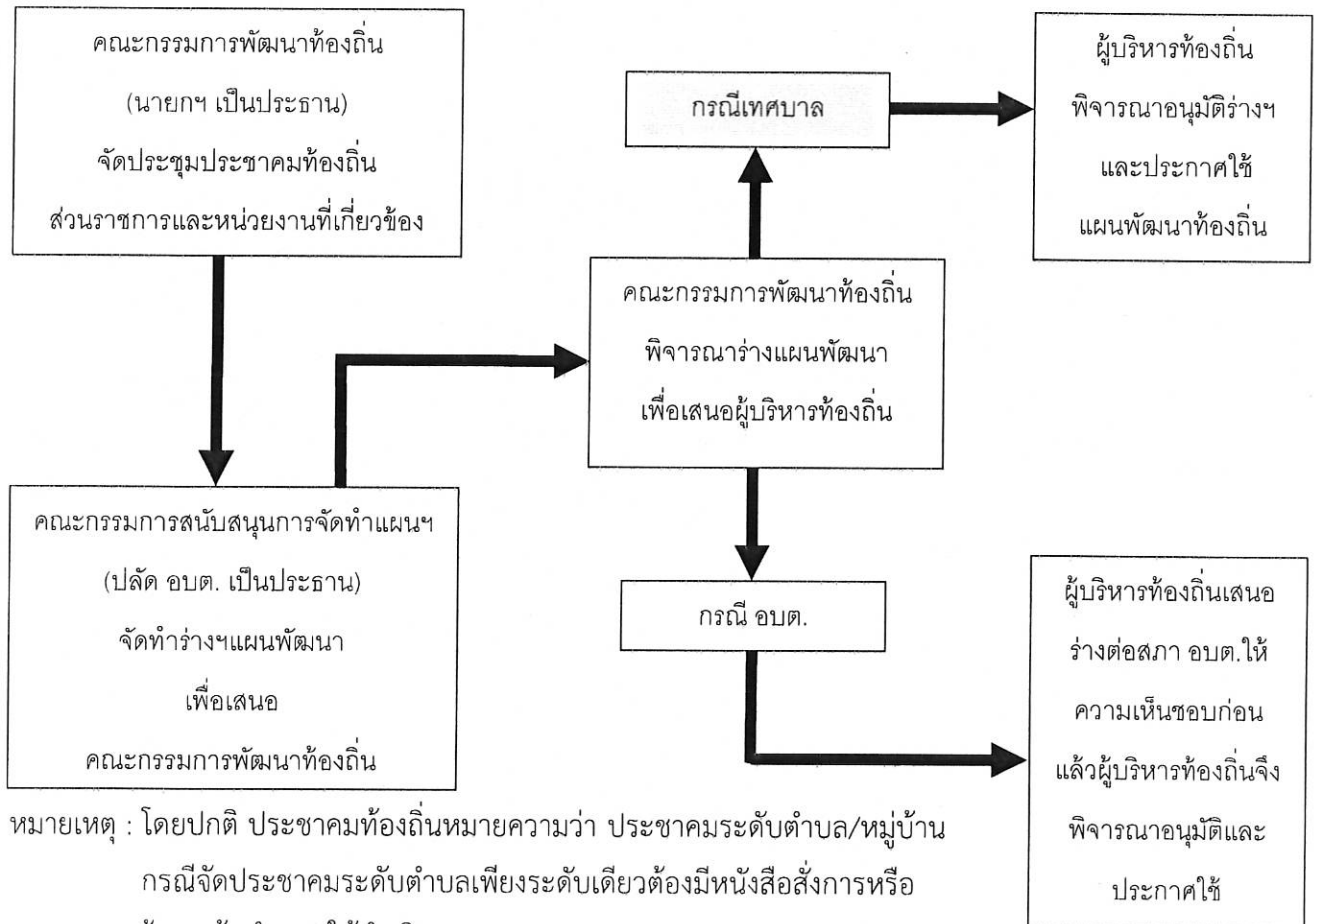 คณะกรรมการพัฒนาท้องถิ่น
(นายกฯ เป็นประธาน)
จัดประชุมประชาคมท้องถิ่น
ส่วนราชการและหน่วยงานที่เกี่ยวข้อง
คณะกรรมการสนับสนุนการจัดทำแผนฯ
(ปลัด อบต. เป็นประธาน)
จัดทำร่างฯแผนพัฒนา
เพื่อเสนอ
คณะกรรมการพัฒนาท้องถิ่น
คณะกรรมการพัฒนาท้องถิ่น
พิจารณาร่างแผนพัฒนา
เพื่อเสนอผู้บริหารท้องถิ่น
กรณีเทศบาล
ผู้บริหารท้องถิ่น
พิจารณาอนุมัติร่างฯ
และประกาศใช้
แผนพัฒนาท้องถิ่น
กรณี อบต.
ผู้บริหารท้องถิ่นเสนอ
ร่างต่อสภา อบต.ให้
ความเห็นชอบก่อน
แล้วผู้บริหารท้องถิ่นจึง
พิจารณาอนุมัติและ
ประกาศใช้
หมายเหตุ : โดยปกติ ประชาคมท้องถิ่นหมายความว่า ประชาคมระดับตำบล/หมู่บ้าน
กรณีจัดประชาคมระดับตำบลเพียงระดับเดียวต้องมีหนังสือสั่งการหรือ